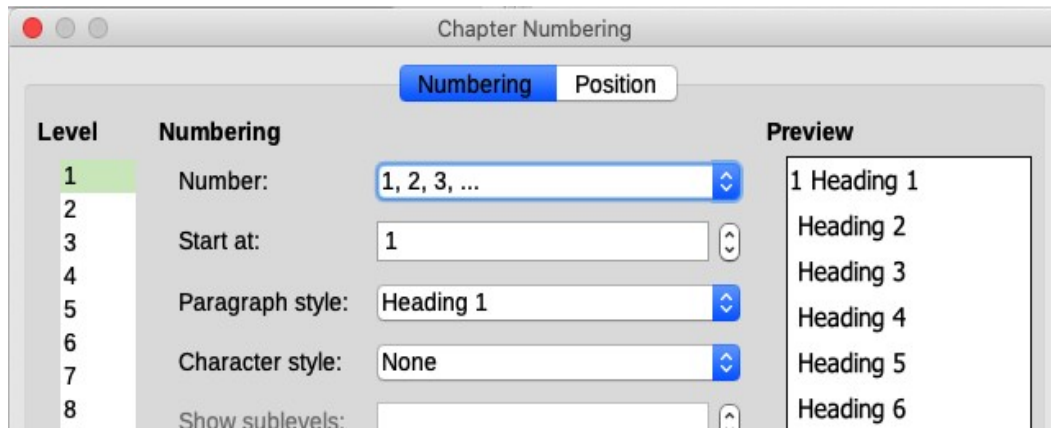 Chapter Numbering
Numbering Position
Level
1
2
3
4
5
6
7
8
Numbering
Number: 1, 2, 3, ...
Start at: 1
Paragraph style: Heading 1
Character style: None
Show sublevels:
Preview
1 Heading 1
Heading 2
Heading 3
Heading 4
Heading 5
Heading 6